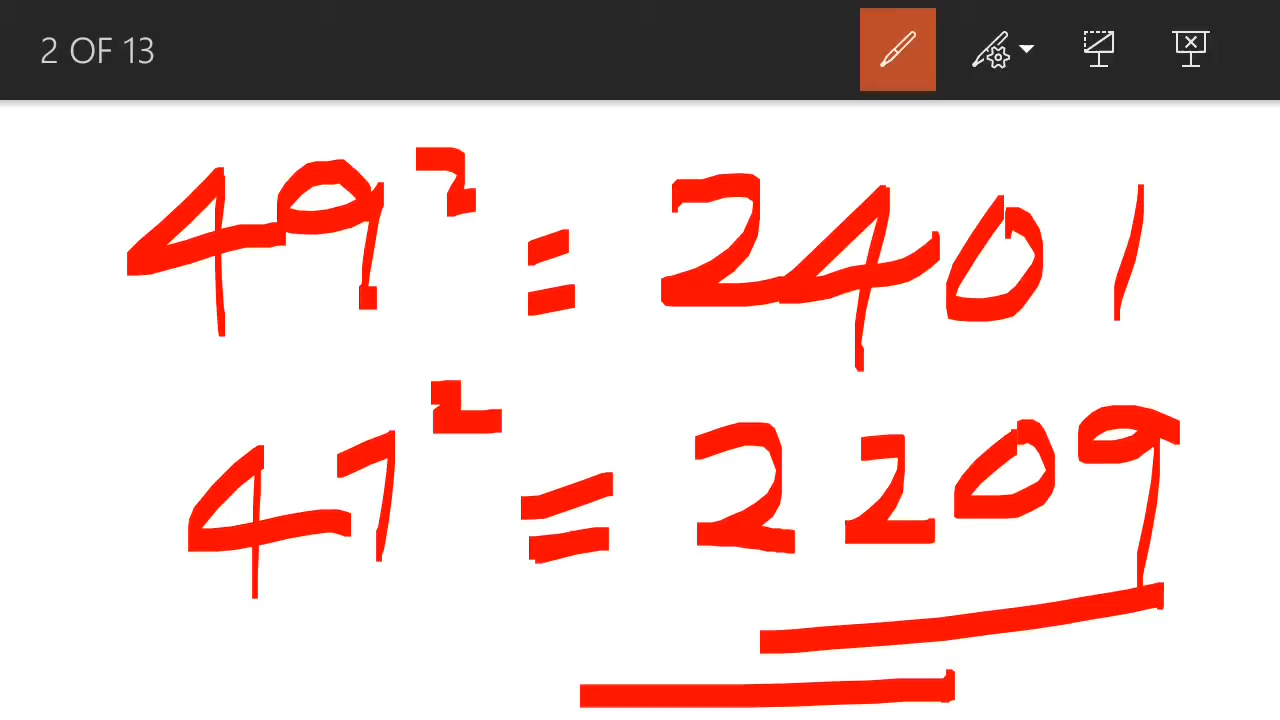 2 OF 13
49² = 2401
47² = 2209